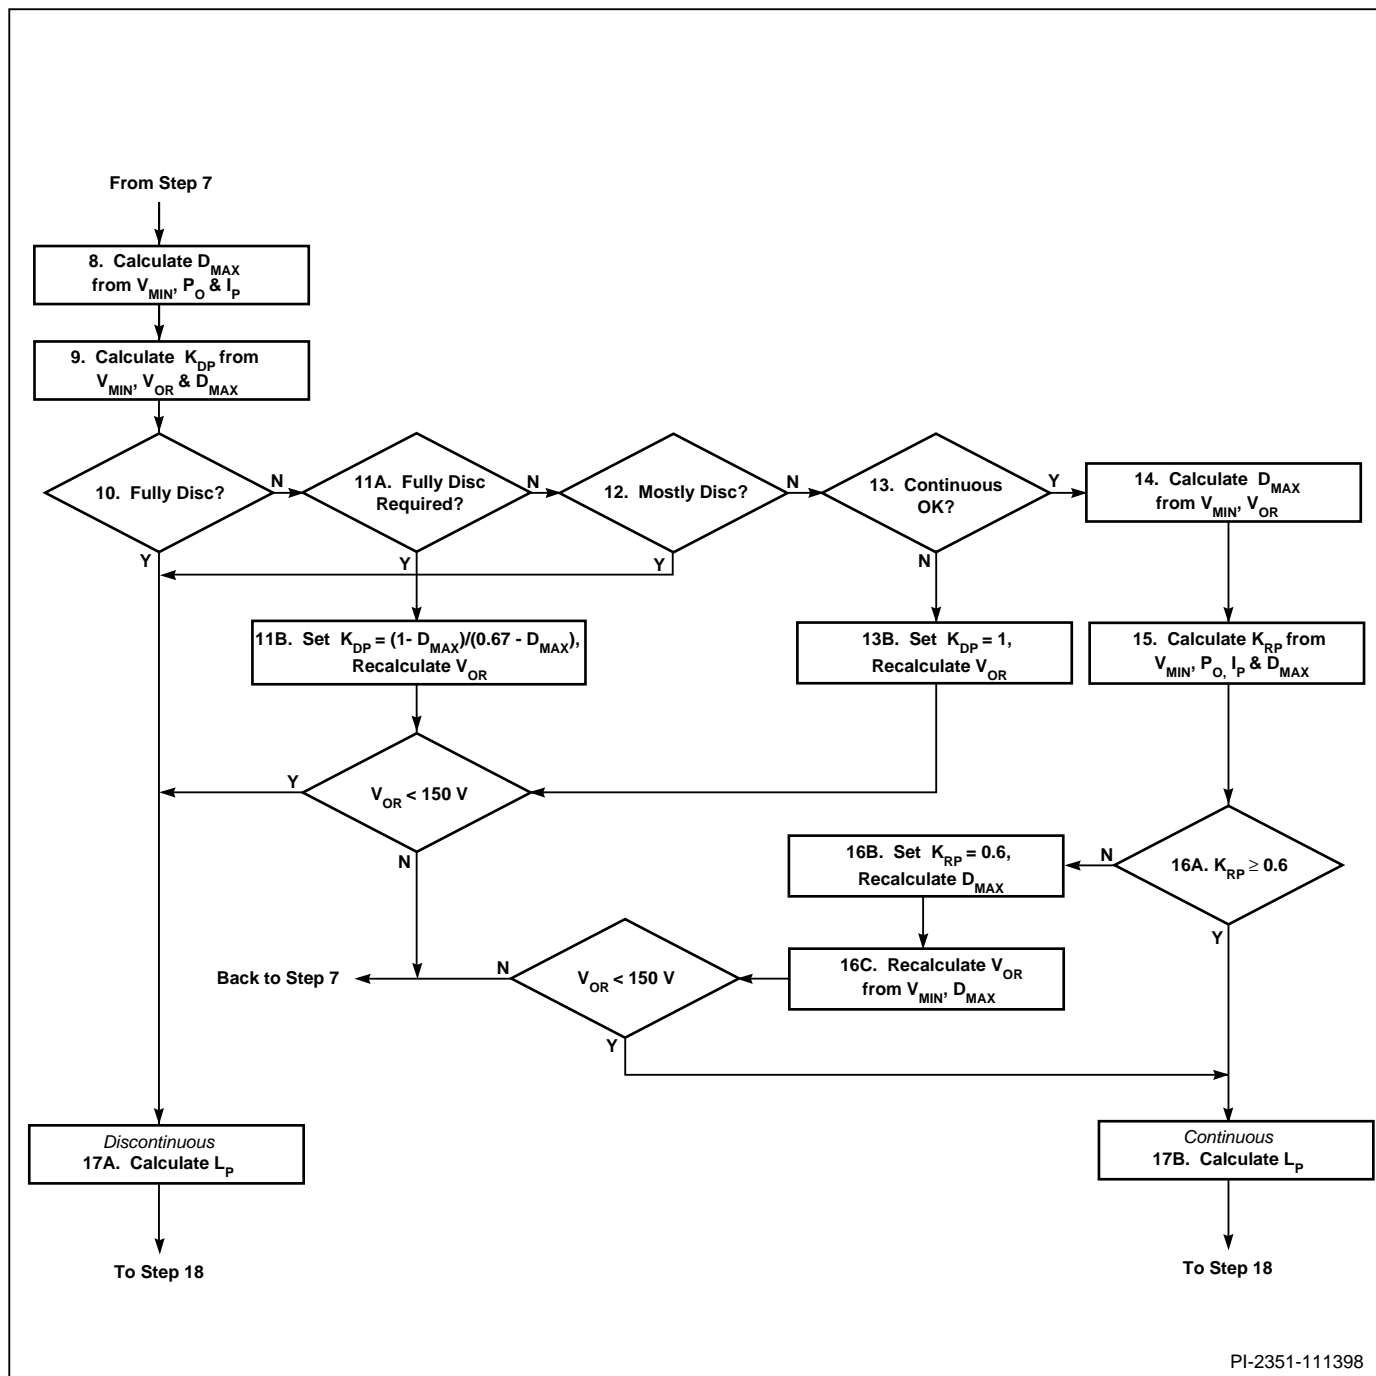 From Step 7
8. Calculate D_MAX
from V_MIN, P_O & I_P
9. Calculate K_DP from
V_MIN, V_OR & D_MAX
10. Fully Disc?
N
Y
11A. Fully Disc
Required?
N
Y
12. Mostly Disc?
N
Y
13. Continuous
OK?
Y
N
14. Calculate D_MAX
from V_MIN, V_OR
11B. Set K_DP = (1- D_MAX)/(0.67 - D_MAX),
Recalculate V_OR
13B. Set K_DP = 1,
Recalculate V_OR
15. Calculate K_RP from
V_MIN, P_O, I_P & D_MAX
Y
V_OR < 150 V
N
16B. Set K_RP = 0.6,
Recalculate D_MAX
N
16A. K_RP ≥ 0.6
Y
Back to Step 7
N
V_OR < 150 V
Y
16C. Recalculate V_OR
from V_MIN, D_MAX
Discontinuous
17A. Calculate L_P
Continuous
17B. Calculate L_P
To Step 18
To Step 18
PI-2351-111398